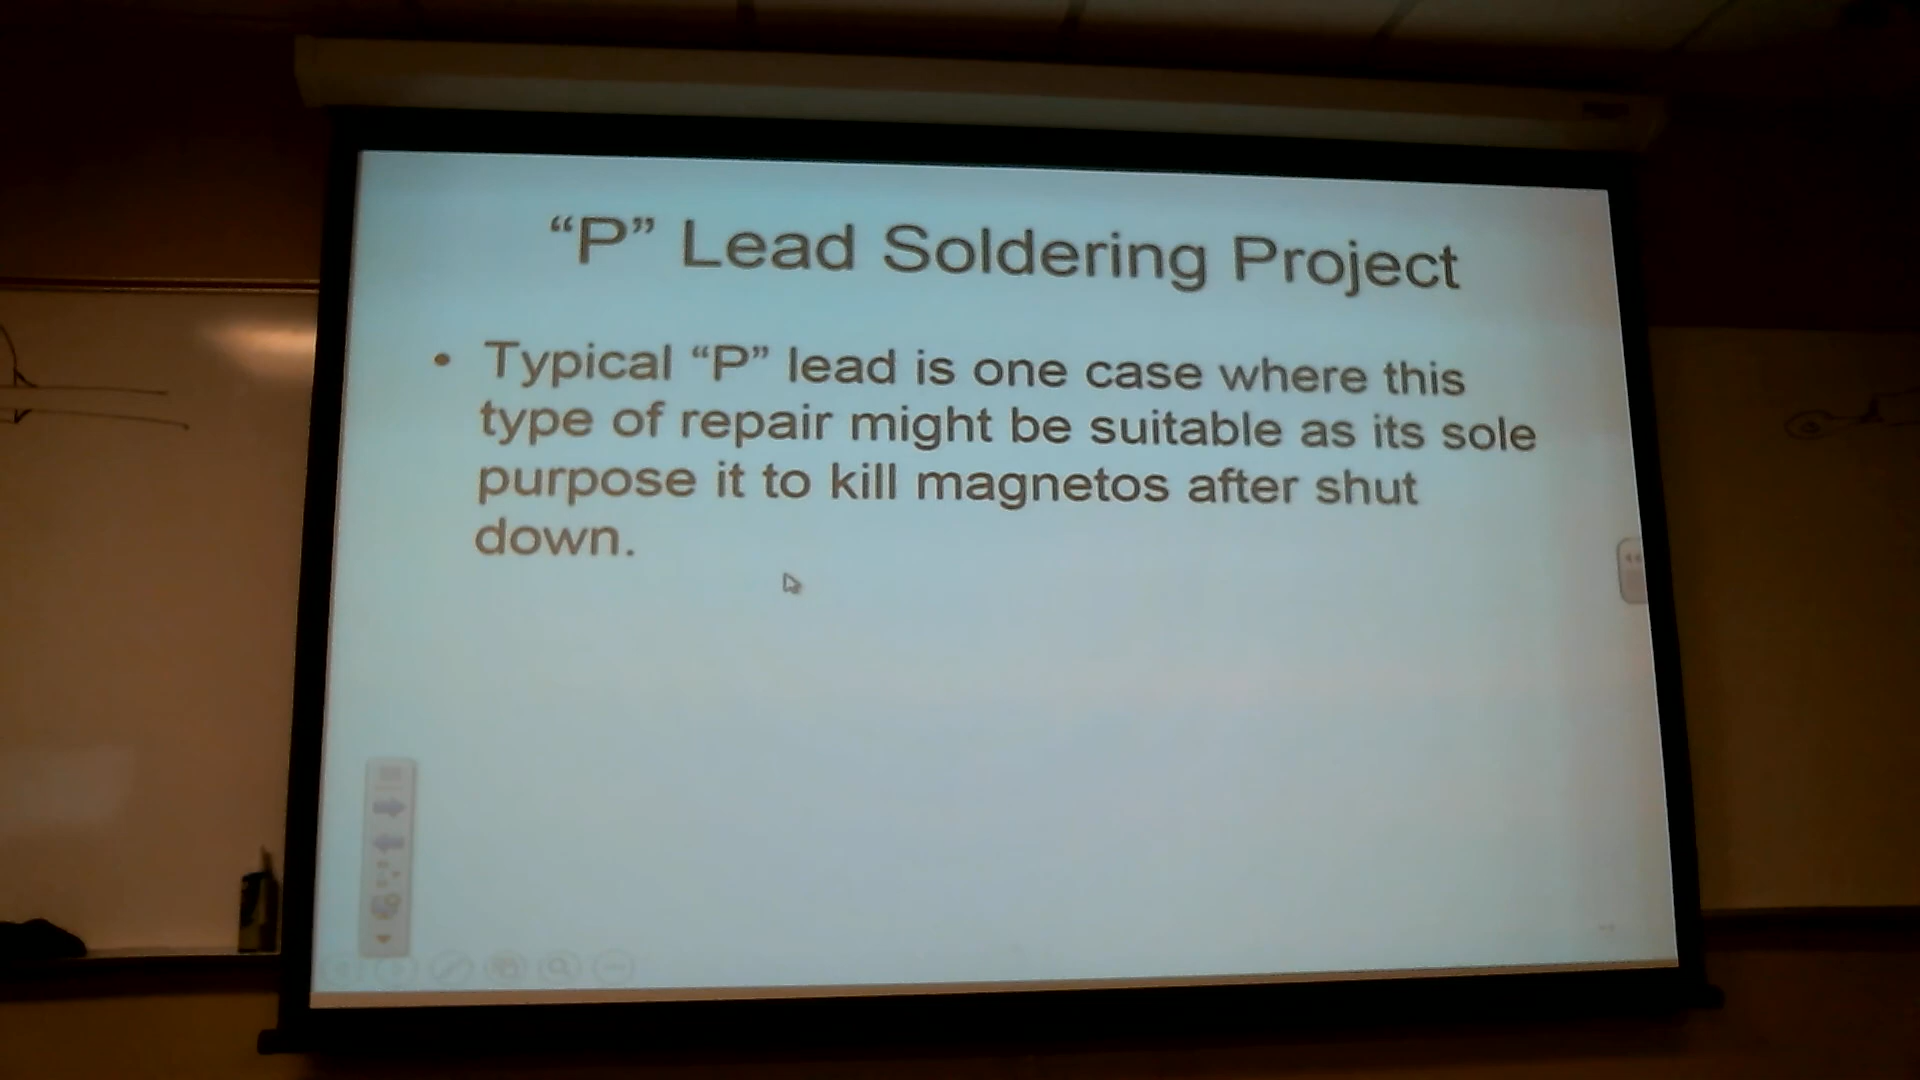 “P” Lead Soldering Project
• Typical “P” lead is one case where this
type of repair might be suitable as its sole
purpose it to kill magnetos after shut
down.